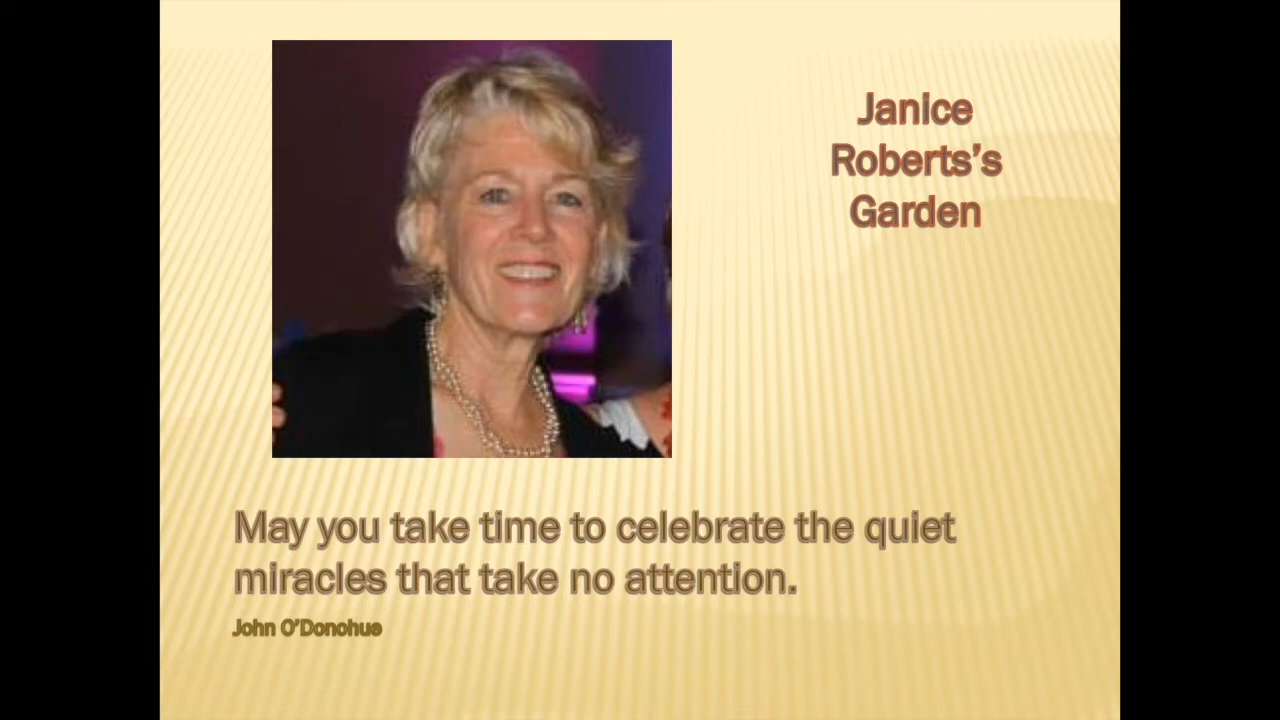 Janice
Roberts’s
Garden
May you take time to celebrate the quiet
miracles that take no attention.
John O’Donohue